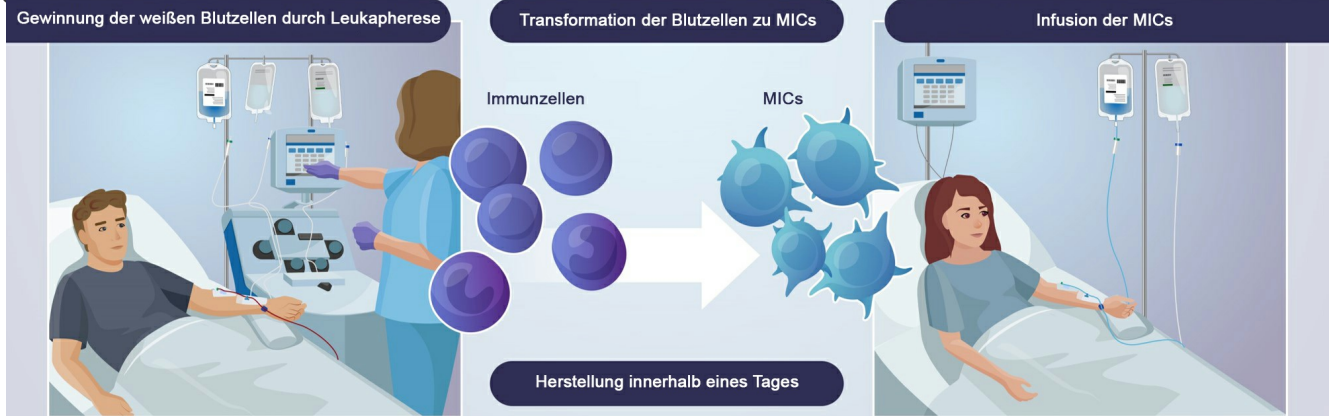 Gewinnung der weißen Blutzellen durch Leukapherese
Transformation der Blutzellen zu MICs
Infusion der MICs
Immunzellen
MICs
Herstellung innerhalb eines Tages